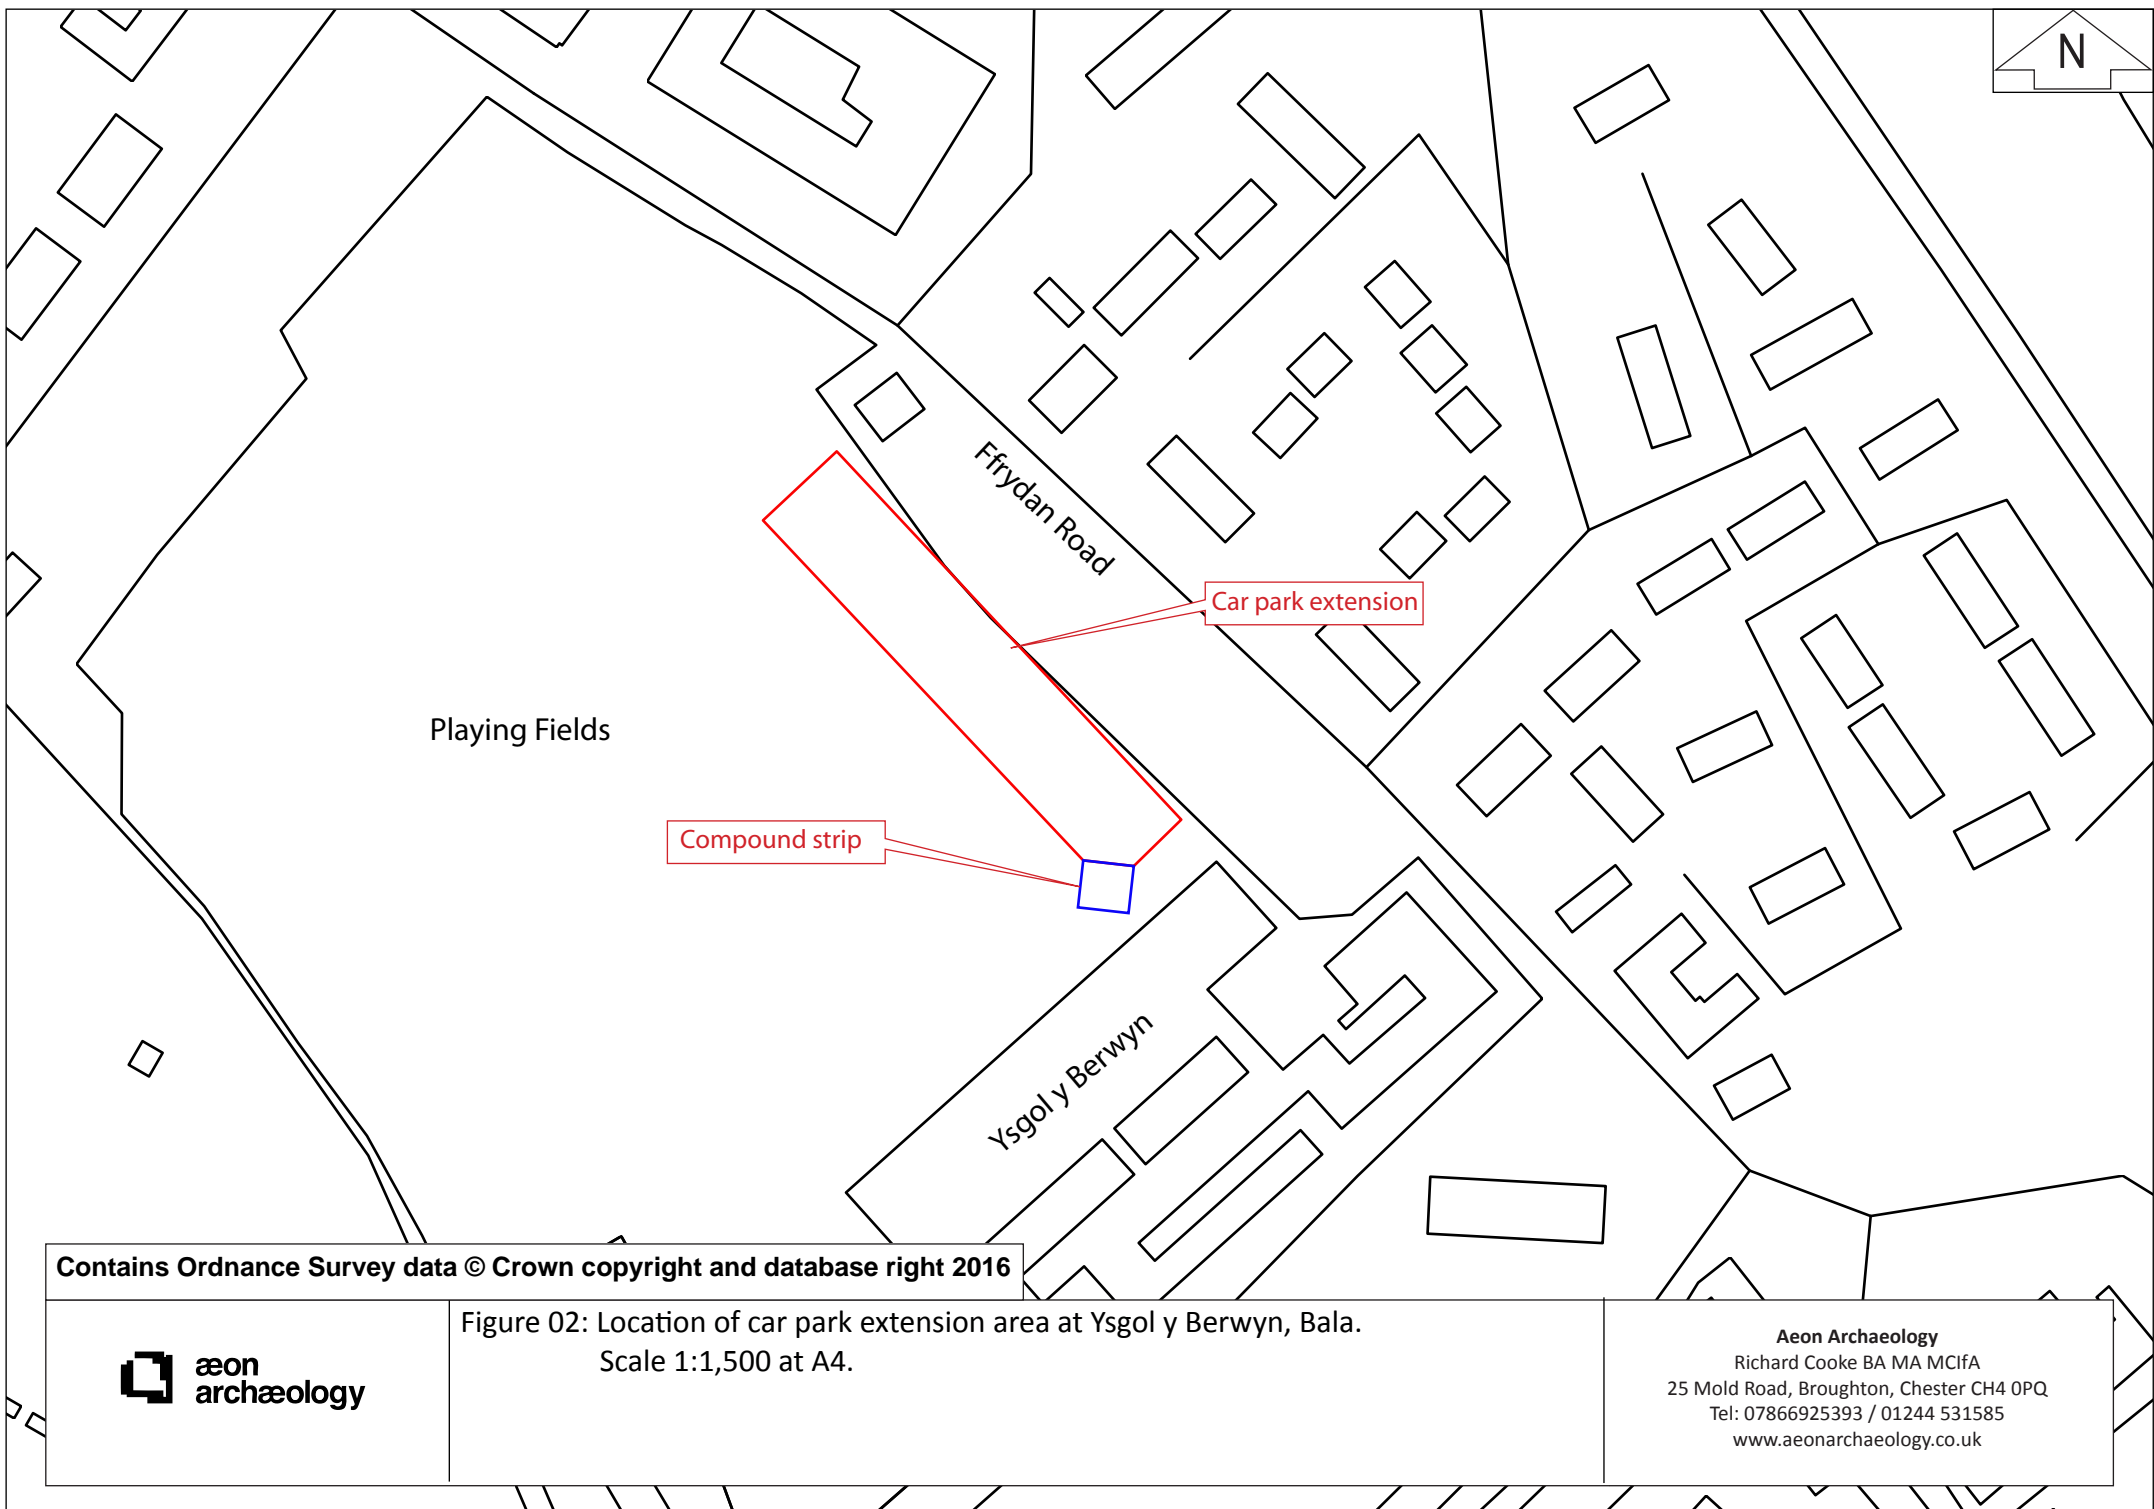 N
Ffrydan Road
Car park extension
Playing Fields
Compound strip
Ysgol y Berwyn
Contains Ordnance Survey data © Crown copyright and database right 2016
æon
archæology
Figure 02: Location of car park extension area at Ysgol y Berwyn, Bala.
Scale 1:1,500 at A4.
Aeon Archaeology
Richard Cooke BA MA MCIfA
25 Mold Road, Broughton, Chester CH4 0PQ
Tel: 07866925393 / 01244 531585
www.aeonarchaeology.co.uk